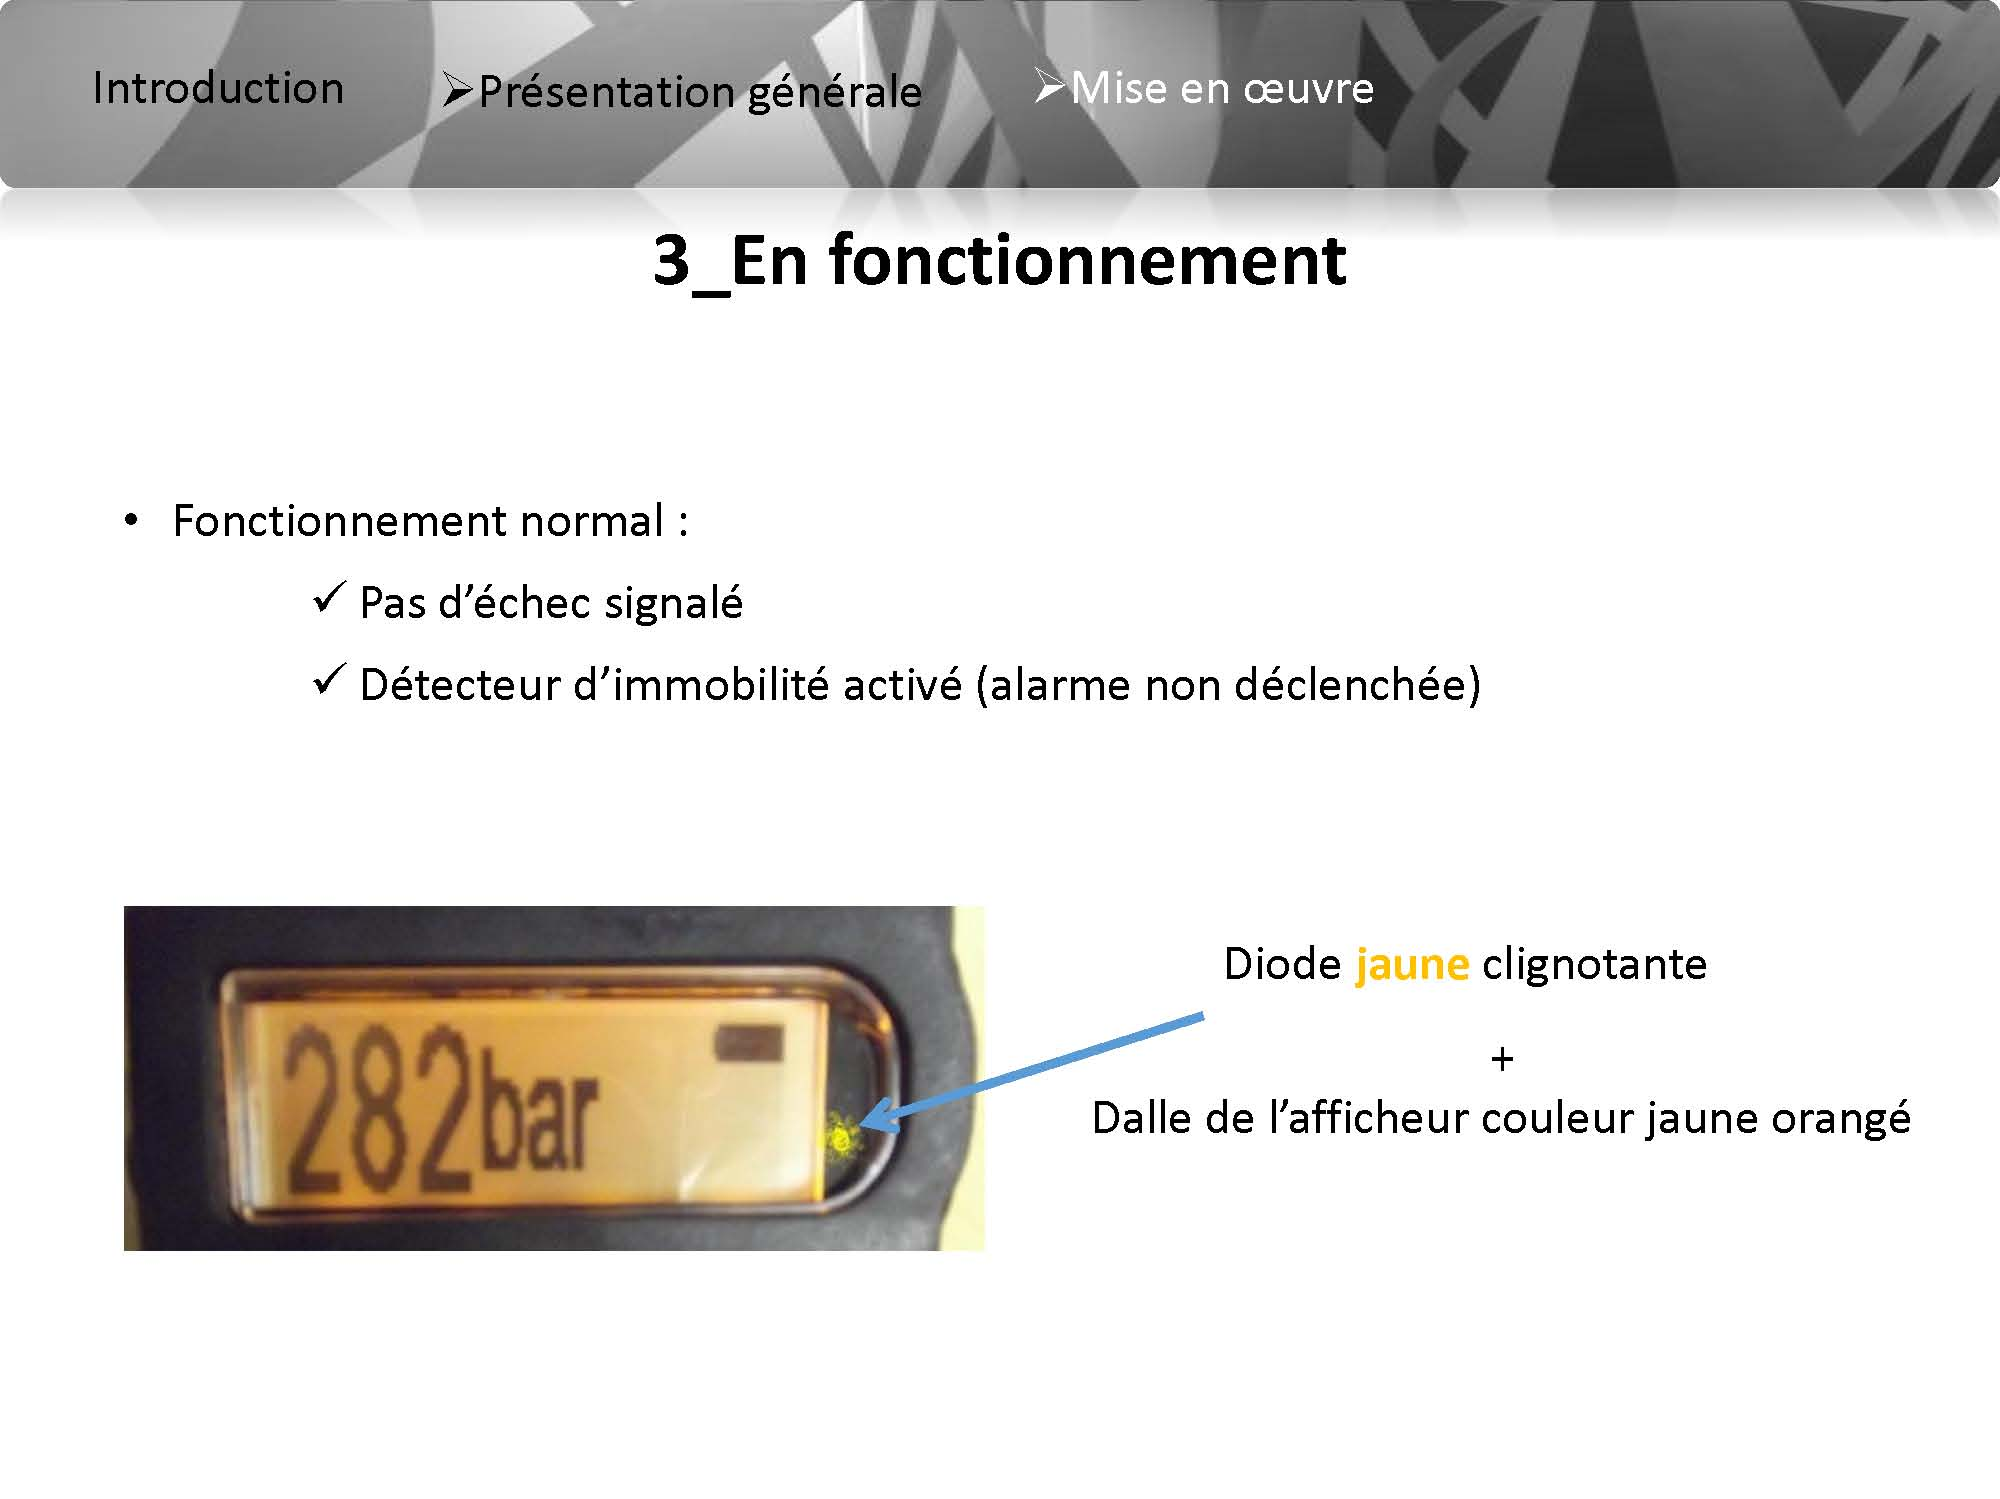 Introduction
➢Présentation générale
➢Mise en œuvre
3_En fonctionnement
• Fonctionnement normal :
✓ Pas d’échec signalé
✓ Détecteur d’immobilité activé (alarme non déclenchée)
282bar
Diode jaune clignotante
+
Dalle de l’afficheur couleur jaune orangé